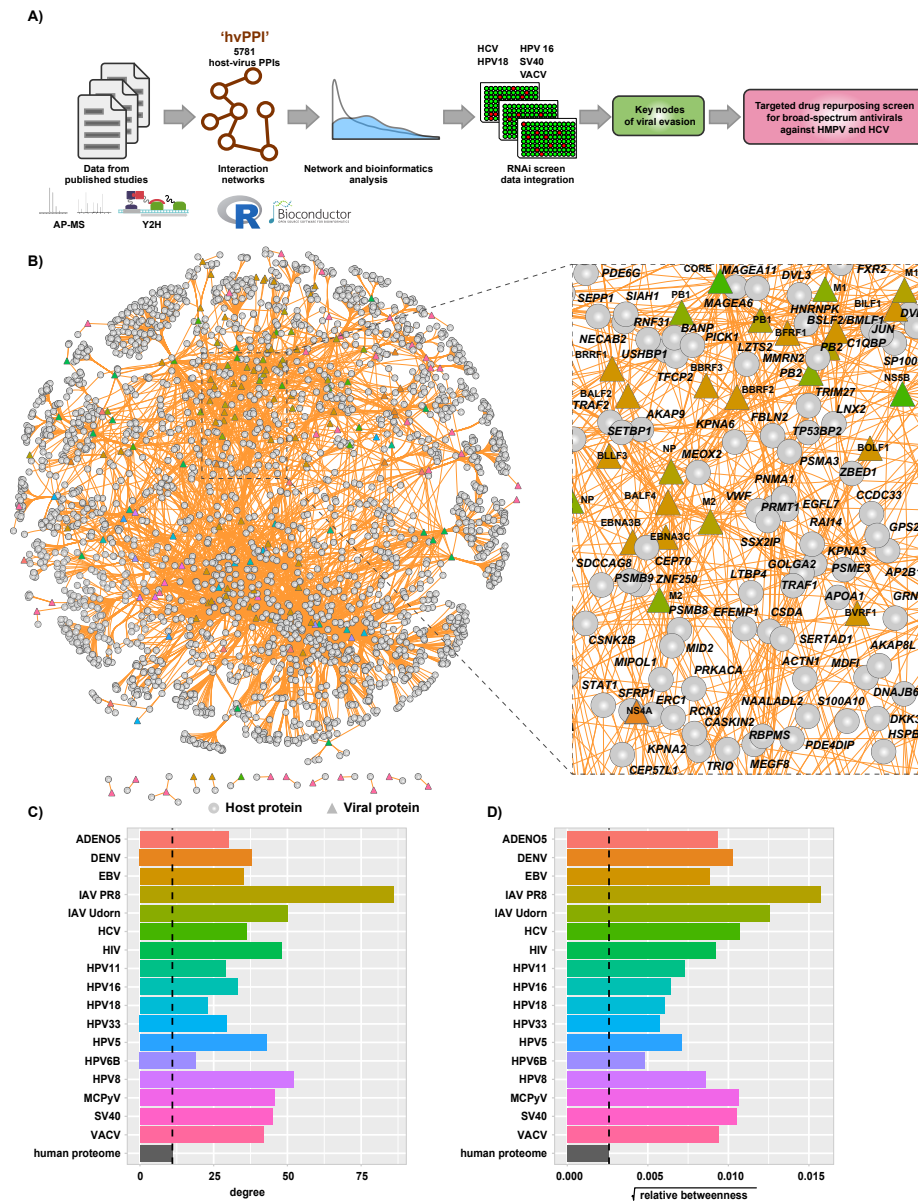 A)
'hvPPI'
5781
host-virus PPIs
HCV HPV 16
HPV18 SV40
VACV
Key nodes
of viral evasion
Targeted drug repurposing screen
for broad-spectrum antivirals
against HMPV and HCV
Data from
published studies
Interaction
networks
Network and bioinformatics
analysis
RNAi screen
data integration
AP-MS
Y2H
R
Bioconductor
B)
PDE6G
CORE
MAGEA11
DVL3
FXR2
SEPP1
SIAH1
PB1
MAGEA6
M1
M1
HNRNPK
BILF1
RNF31
BANP
PB1
BSLF2/BMLF1
DVL
NECAB2
PICK1
BFRF1
JUN
USHBP1
LZTS2
PB2
C1QBP
BRRF1
MMRN2
SP100
TFCP2
BBRF3
PB2
NS5B
BALF2
BBRF2
TRIM27
TRAF2
AKAP9
FBLN2
LNX2
SETBP1
KPNA6
TP53BP2
MEOX2
BOLF1
BLLF3
NP
PSMA3
ZBED1
PNMA1
NP
BALF4
M2
VWF
EGFL7
CCDC33
PRMT1
EBNA3B
RAI14
GPS2
EBNA3C
SSX2IP
SDCCAG8
CEP70
GOLGA2
KPNA3
PSMB9
ZNF250
LTBP4
PSME3
AP2B1
TRAF1
M2
APOA1
GRN
PSMB8
EFEMP1
CSDA
BVRF1
CSNK2B
SERTAD1
MID2
AKAP8L
MIPOL1
ACTN1
MDFI
PRKACA
STAT1
SFRP1
NAALADL2
DNAJB6
ERC1
S100A10
NS4A
RCN3
DKK3
CASKIN2
RBPMS
HSPB
KPNA2
PDE4DIP
CEP57L1
TRIO
MEGF8
Host protein
Viral protein
C)
ADENO5
DENV
EBV
IAV PR8
IAV Udorn
HCV
HIV
HPV11
HPV16
HPV18
HPV33
HPV5
HPV6B
HPV8
MCPyV
SV40
VACV
human proteome
0 25 50 75
degree
D)
ADENO5
DENV
EBV
IAV PR8
IAV Udorn
HCV
HIV
HPV11
HPV16
HPV18
HPV33
HPV5
HPV6B
HPV8
MCPyV
SV40
VACV
human proteome
0.000 0.005 0.010 0.015
√relative betweenness